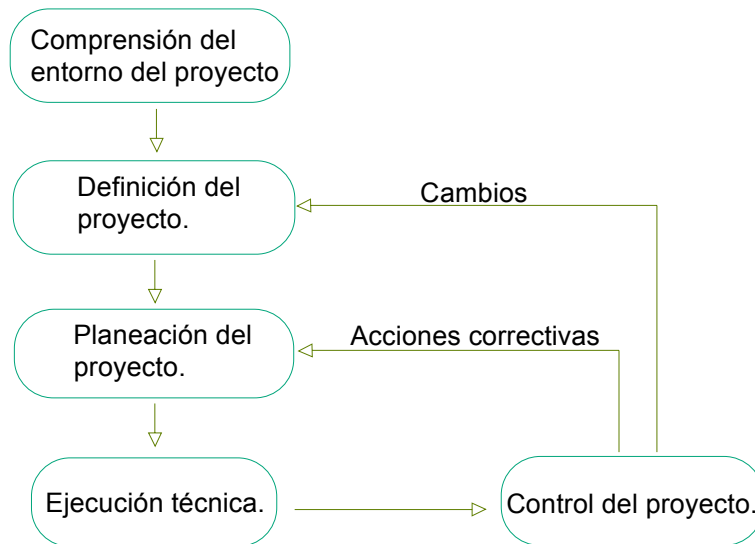 Comprensión del
entorno del proyecto
Definición del
proyecto.
Cambios
Planeación del
proyecto.
Acciones correctivas
Ejecución técnica.
Control del proyecto.